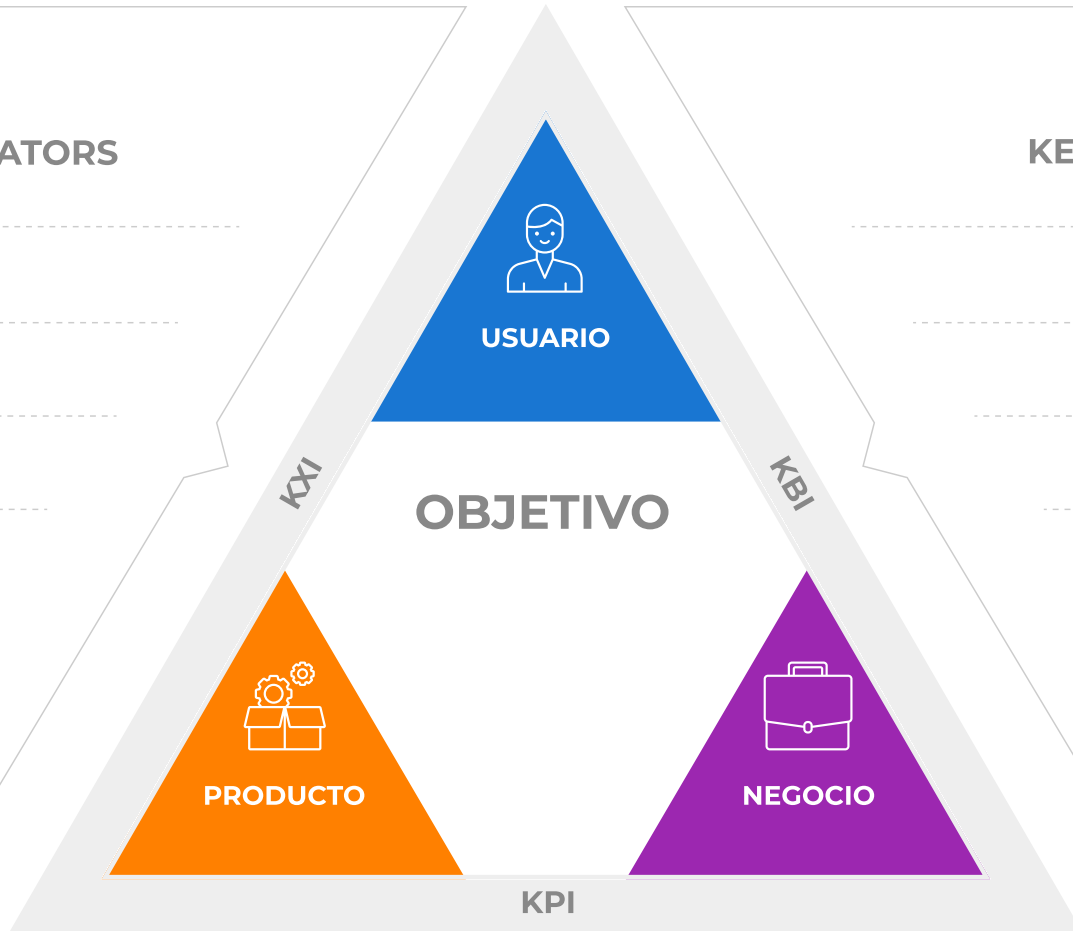 ATORS
KE
USUARIO
KXI
KBI
OBJETIVO
PRODUCTO
NEGOCIO
KPI